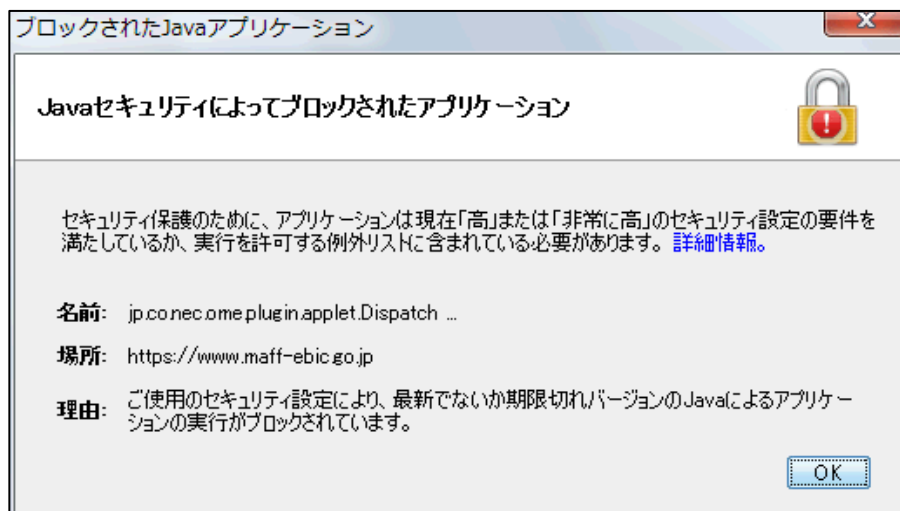 ブロックされたJavaアプリケーション
Javaセキュリティによってブロックされたアプリケーション
セキュリティ保護のために、アプリケーションは現在「高」または「非常に高」のセキュリティ設定の要件を
満たしているか、実行を許可する例外リストに含まれている必要があります。 詳細情報。
名前: jp.co.nec.ome.plugin.applet.Dispatch ...
場所: https://www.maff-ebic.go.jp
理由: ご使用のセキュリティ設定により、最新でないか期限切れバージョンのJavaによるアプリケー
ションの実行がブロックされています。
OK